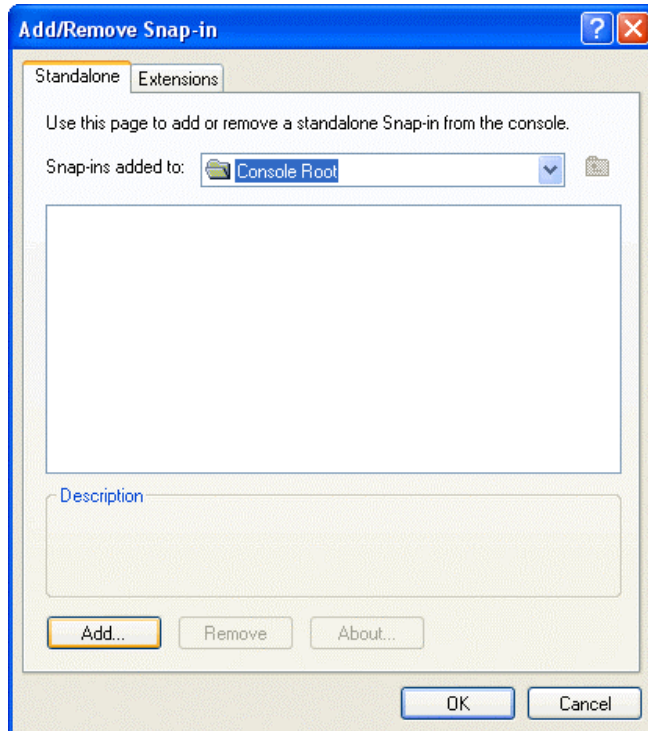 Add/Remove Snap-in
Standalone
Extensions
Use this page to add or remove a standalone Snap-in from the console.
Snap-ins added to:
Console Root
Description
Add...
Remove
About...
OK
Cancel